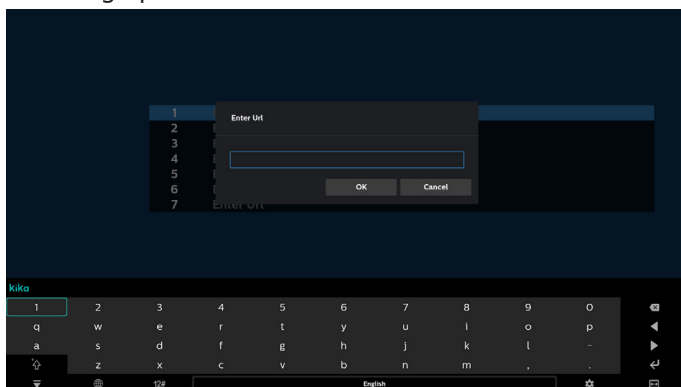 Enter Url
1
2
3
4
5
6
7 Enter Url
OK Cancel
kika
1 2 3 4 5 6 7 8 9 0
q w e r t y u i o p
a s d f g h j k l -
z x c v b n m , .
12# English